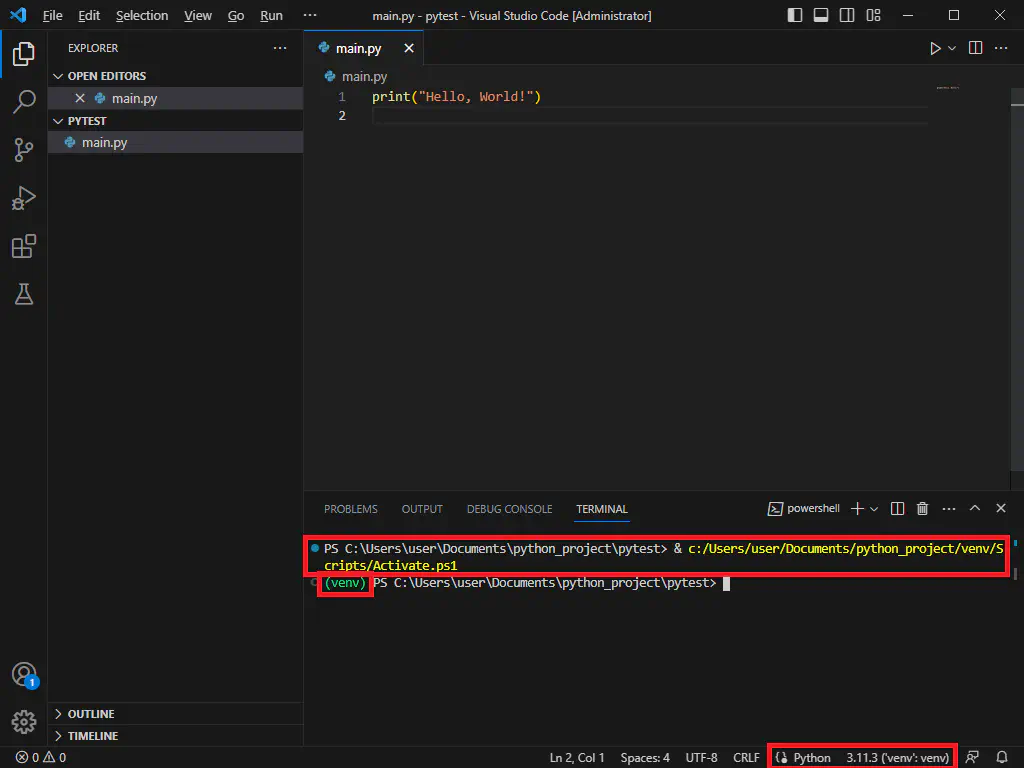 File Edit Selection View Go Run ··· main.py - pytest - Visual Studio Code [Administrator]
EXPLORER ···
OPEN EDITORS
main.py
PYTEST
main.py
OUTLINE
TIMELINE
main.py
main.py
1 print("Hello, World!")
2
PROBLEMS OUTPUT DEBUG CONSOLE TERMINAL powershell
PS C:\Users\user\Documents\python_project\pytest> & c:/Users/user/Documents/python_project/venv/S
cripts/Activate.ps1
(venv) PS C:\Users\user\Documents\python_project\pytest>
1
0 0 Ln 2, Col 1 Spaces: 4 UTF-8 CRLF Python 3.11.3 ('venv': venv)